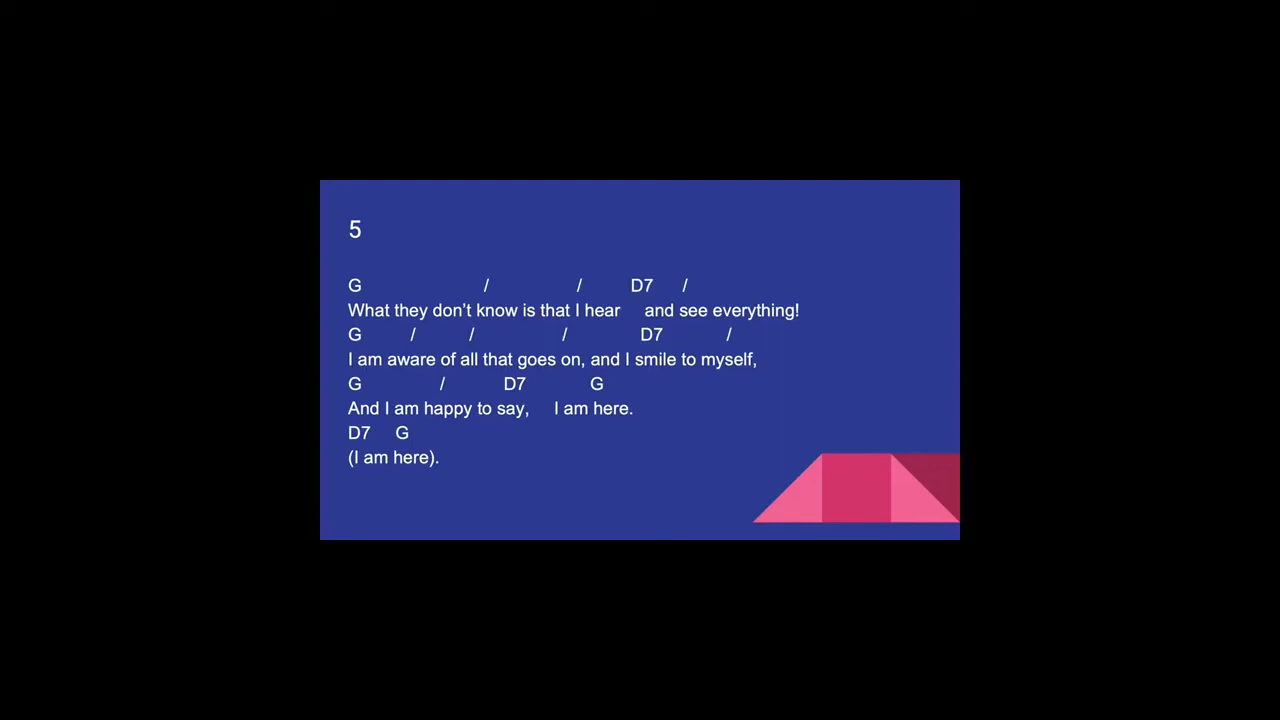 5
G / / D7 /
What they don't know is that I hear and see everything!
G / / / D7 /
I am aware of all that goes on, and I smile to myself,
G / D7 G
And I am happy to say, I am here.
D7 G
(I am here).